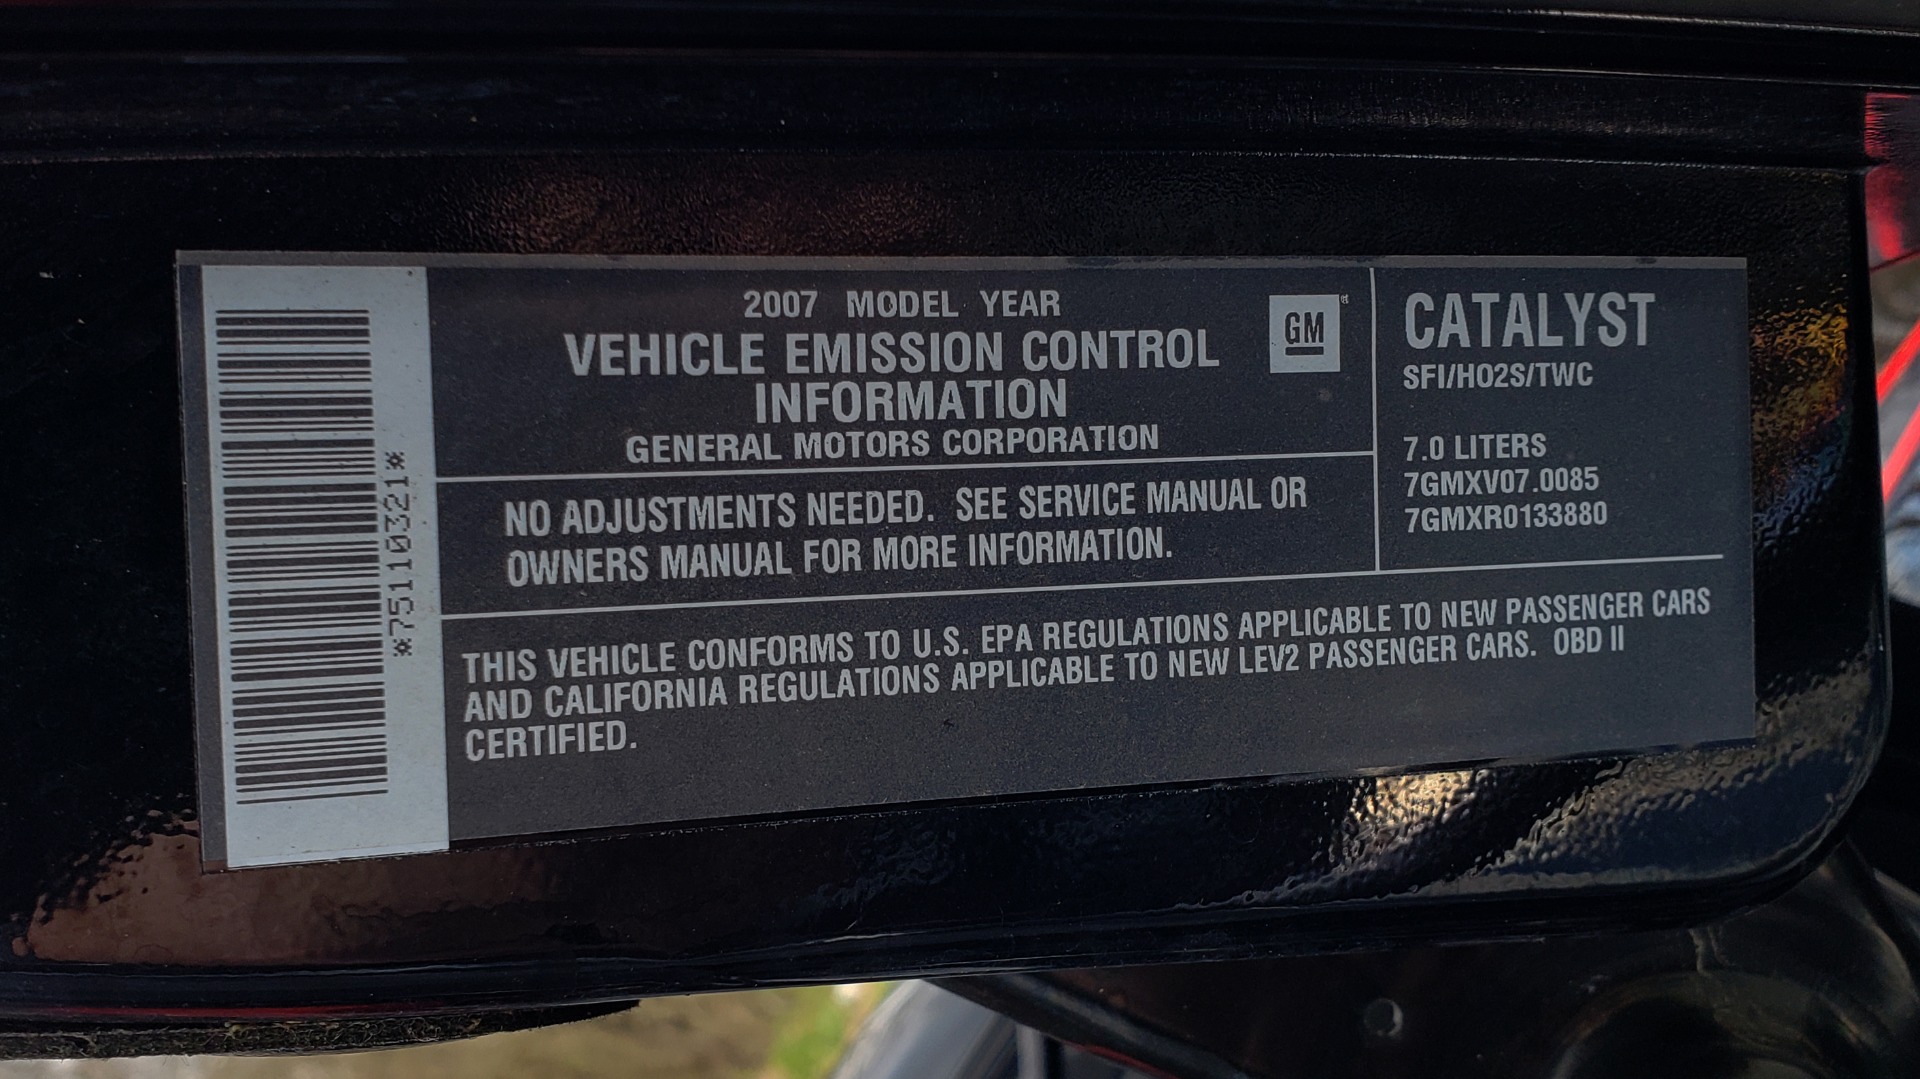 *75110321*
2007 MODEL YEAR
VEHICLE EMISSION CONTROL
INFORMATION
GENERAL MOTORS CORPORATION
GM
NO ADJUSTMENTS NEEDED. SEE SERVICE MANUAL OR
OWNERS MANUAL FOR MORE INFORMATION.
CATALYST
SFI/HO2S/TWC
7.0 LITERS
7GMXV07.0085
7GMXR0133880
THIS VEHICLE CONFORMS TO U.S. EPA REGULATIONS APPLICABLE TO NEW PASSENGER CARS
AND CALIFORNIA REGULATIONS APPLICABLE TO NEW LEV2 PASSENGER CARS. OBD II
CERTIFIED.